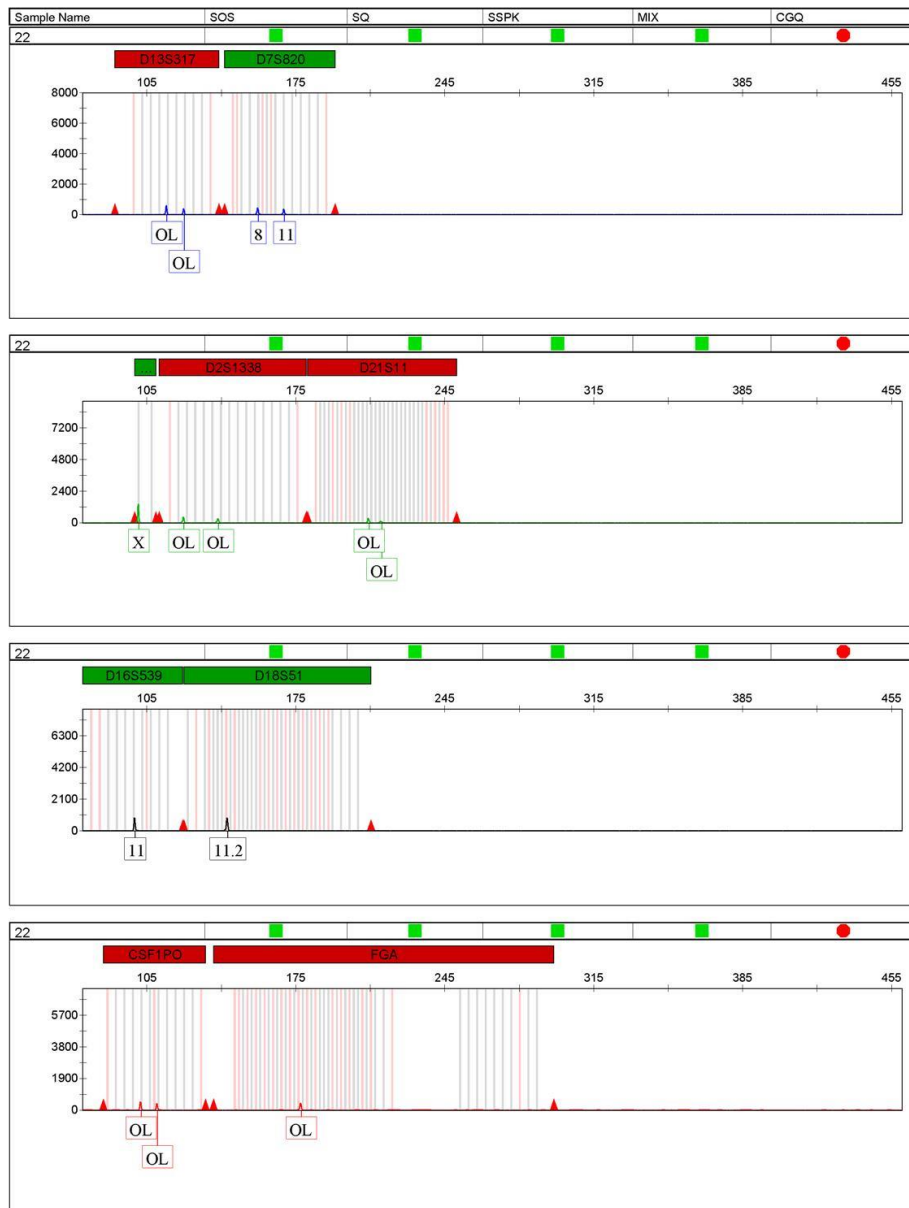 Sample Name SOS SQ SSPK MIX CGQ
22
D13S317 D7S820
105 175 245 315 385 455
8000
6000
4000
2000
0
OL 8 11
OL
22
... D2S1338 D21S11
105 175 245 315 385 455
7200
4800
2400
0
X OL OL OL
OL
22
D16S539 D18S51
105 175 245 315 385 455
6300
4200
2100
0
11 11.2
22
CSF1PO FGA
105 175 245 315 385 455
5700
3800
1900
0
OL OL
OL